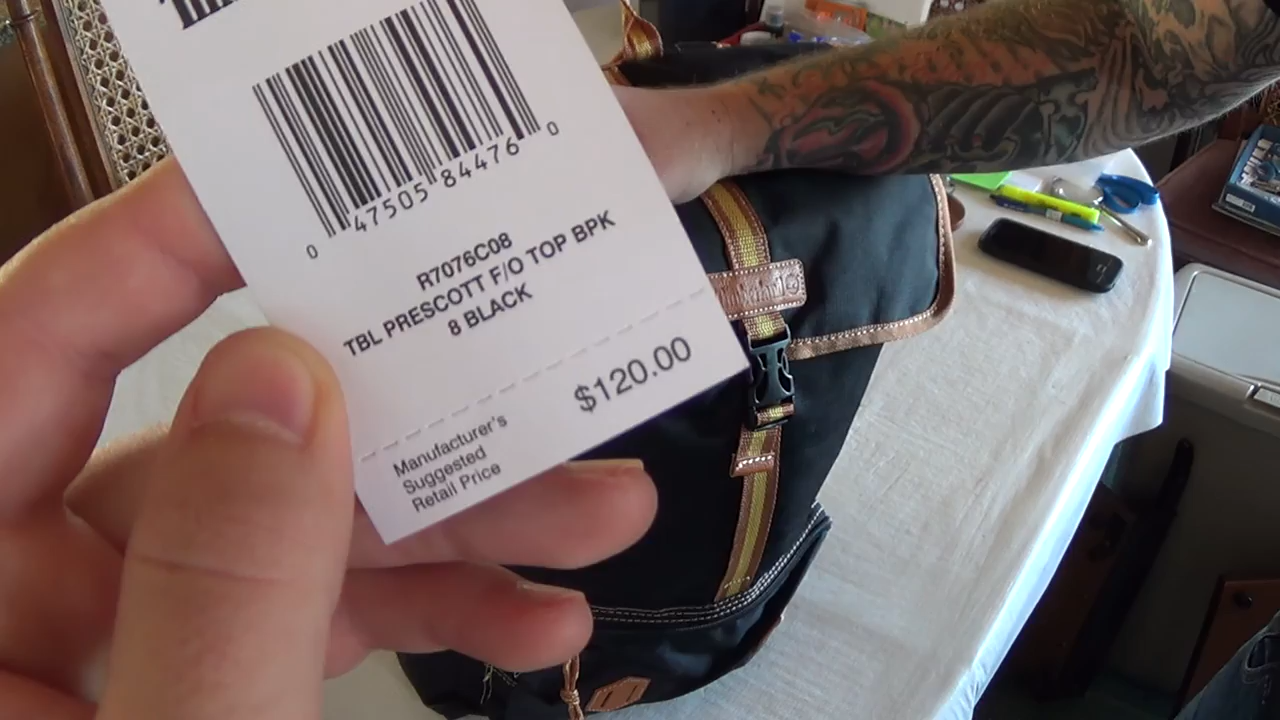 0 47505 84476 0
R7076C08
TBL PRESCOTT F/O TOP BPK
8 BLACK
$120.00
Manufacturer's
Suggested
Retail Price